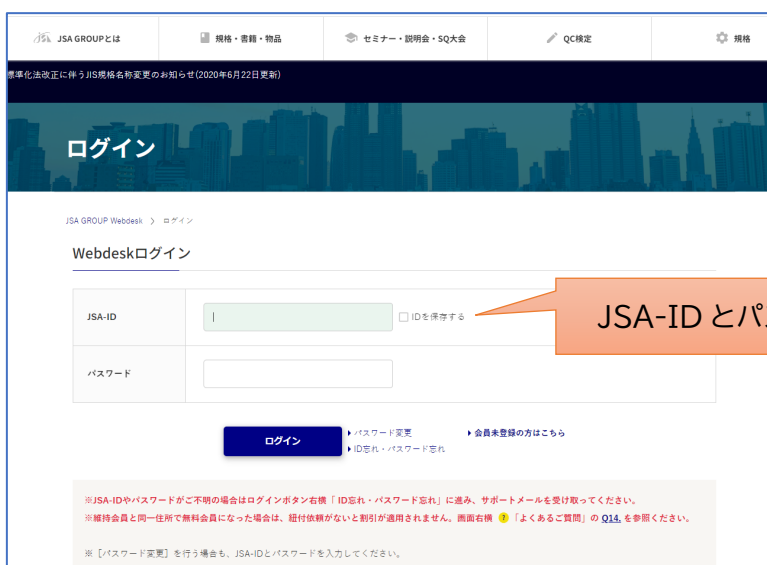 JSA GROUPとは
規格・書籍・物品
セミナー・説明会・SQ大会
QC検定
規格
標準化法改正に伴うJIS規格名称変更のお知らせ(2020年6月22日更新)
ログイン
JSA GROUP Webdesk 〉 ログイン
Webdeskログイン
JSA-ID
IDを保存する
JSA-IDとパ
パスワード
ログイン
パスワード変更
会員未登録の方はこちら
ID忘れ・パスワード忘れ
※JSA-IDやパスワードがご不明の場合はログインボタン右横「 ID忘れ・パスワード忘れ」に進み、サポートメールを受け取ってください。
※維持会員と同一住所で無料会員になった場合は、紐付依頼がないと割引が適用されません。画面右横 ? 「よくあるご質問」の Q14. を参照ください。
※［パスワード変更］を行う場合も、JSA-IDとパスワードを入力してください。